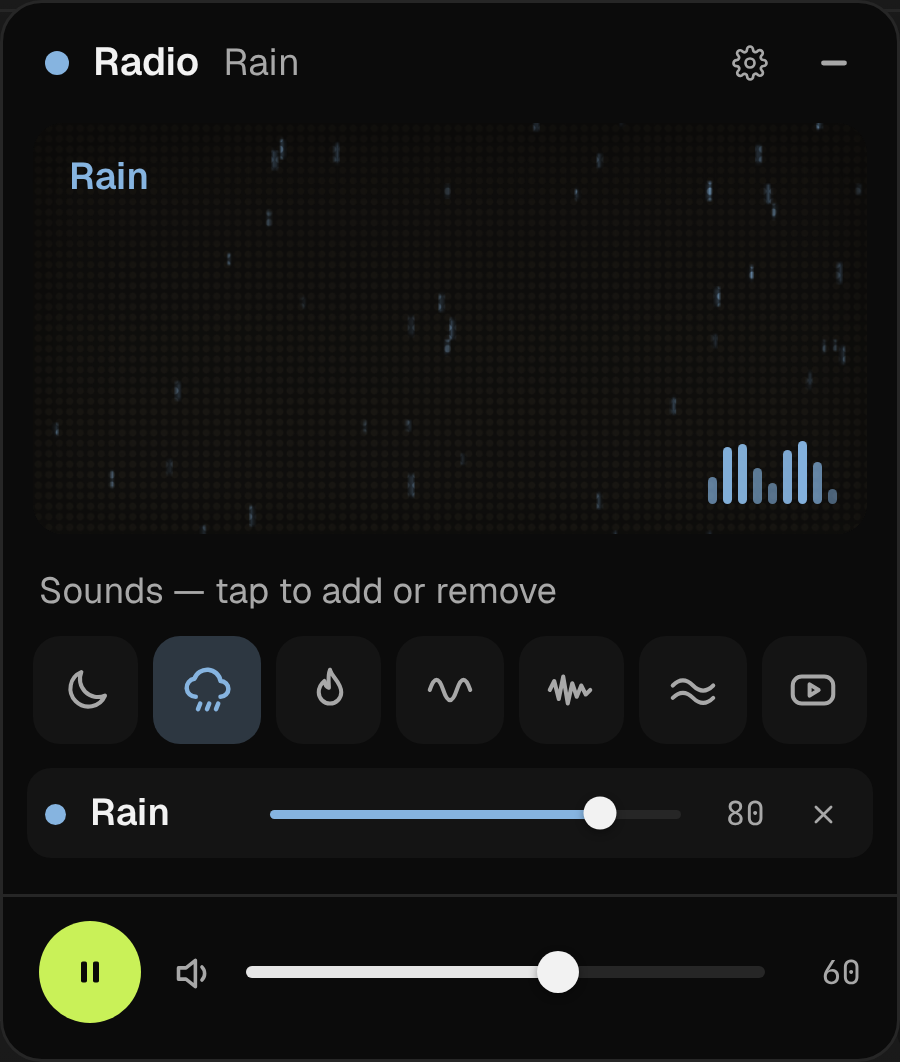 Radio Rain
Rain
Sounds — tap to add or remove
Rain 80
60